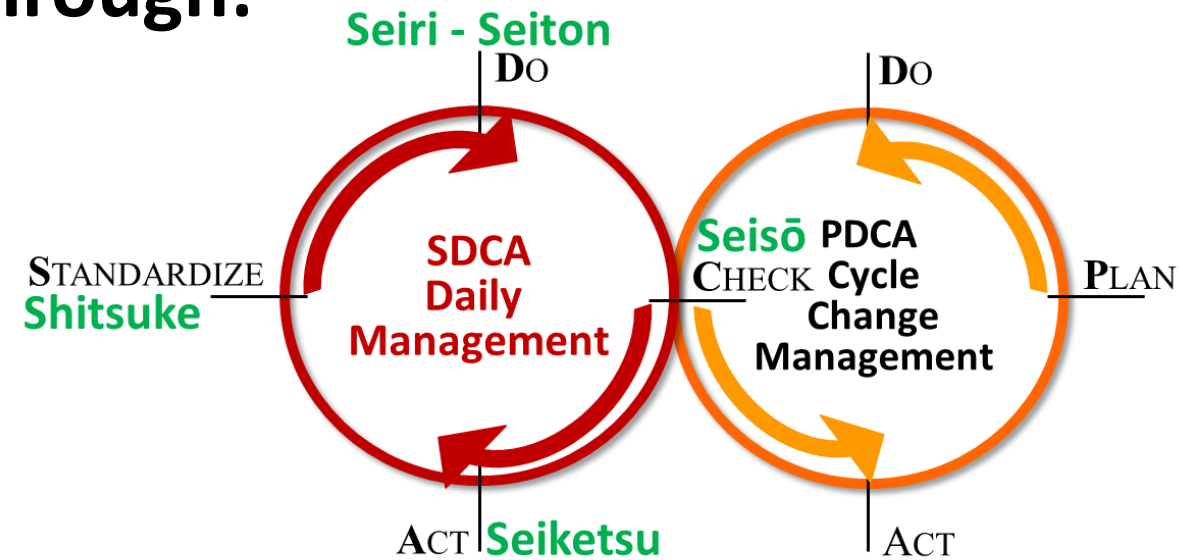 rough:
Seiri - Seiton
DO
DO
SDCA
Daily
Management
Seisō
PDCA
CHECK
Cycle
Change
Management
STANDARDIZE
Shitsuke
PLAN
ACT
Seiketsu
ACT